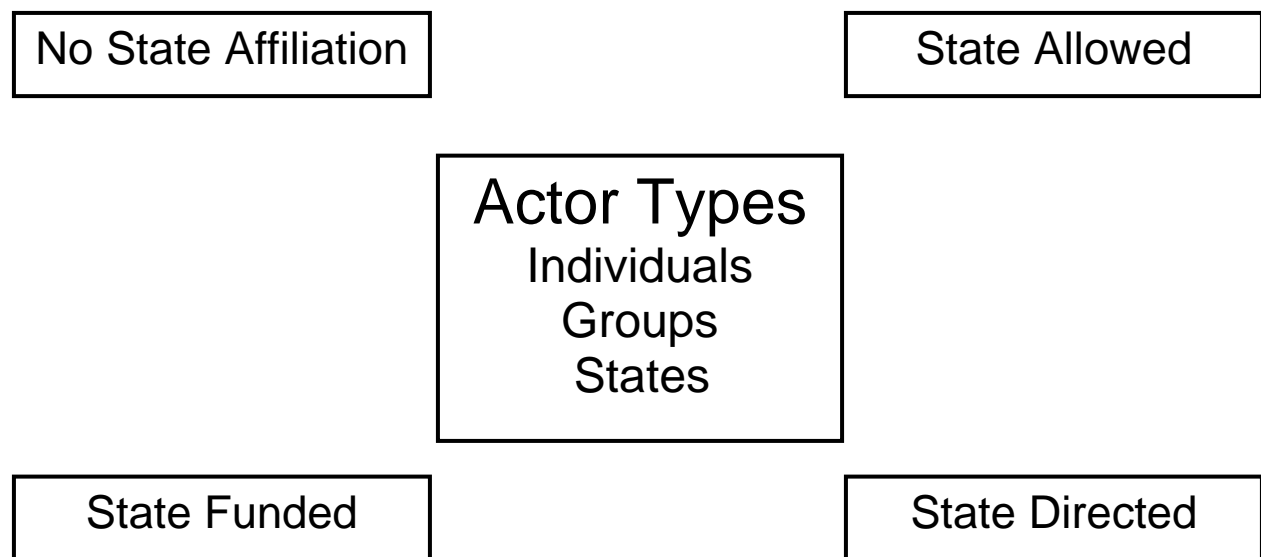 No State Affiliation
State Allowed
Actor Types
Individuals
Groups
States
State Funded
State Directed